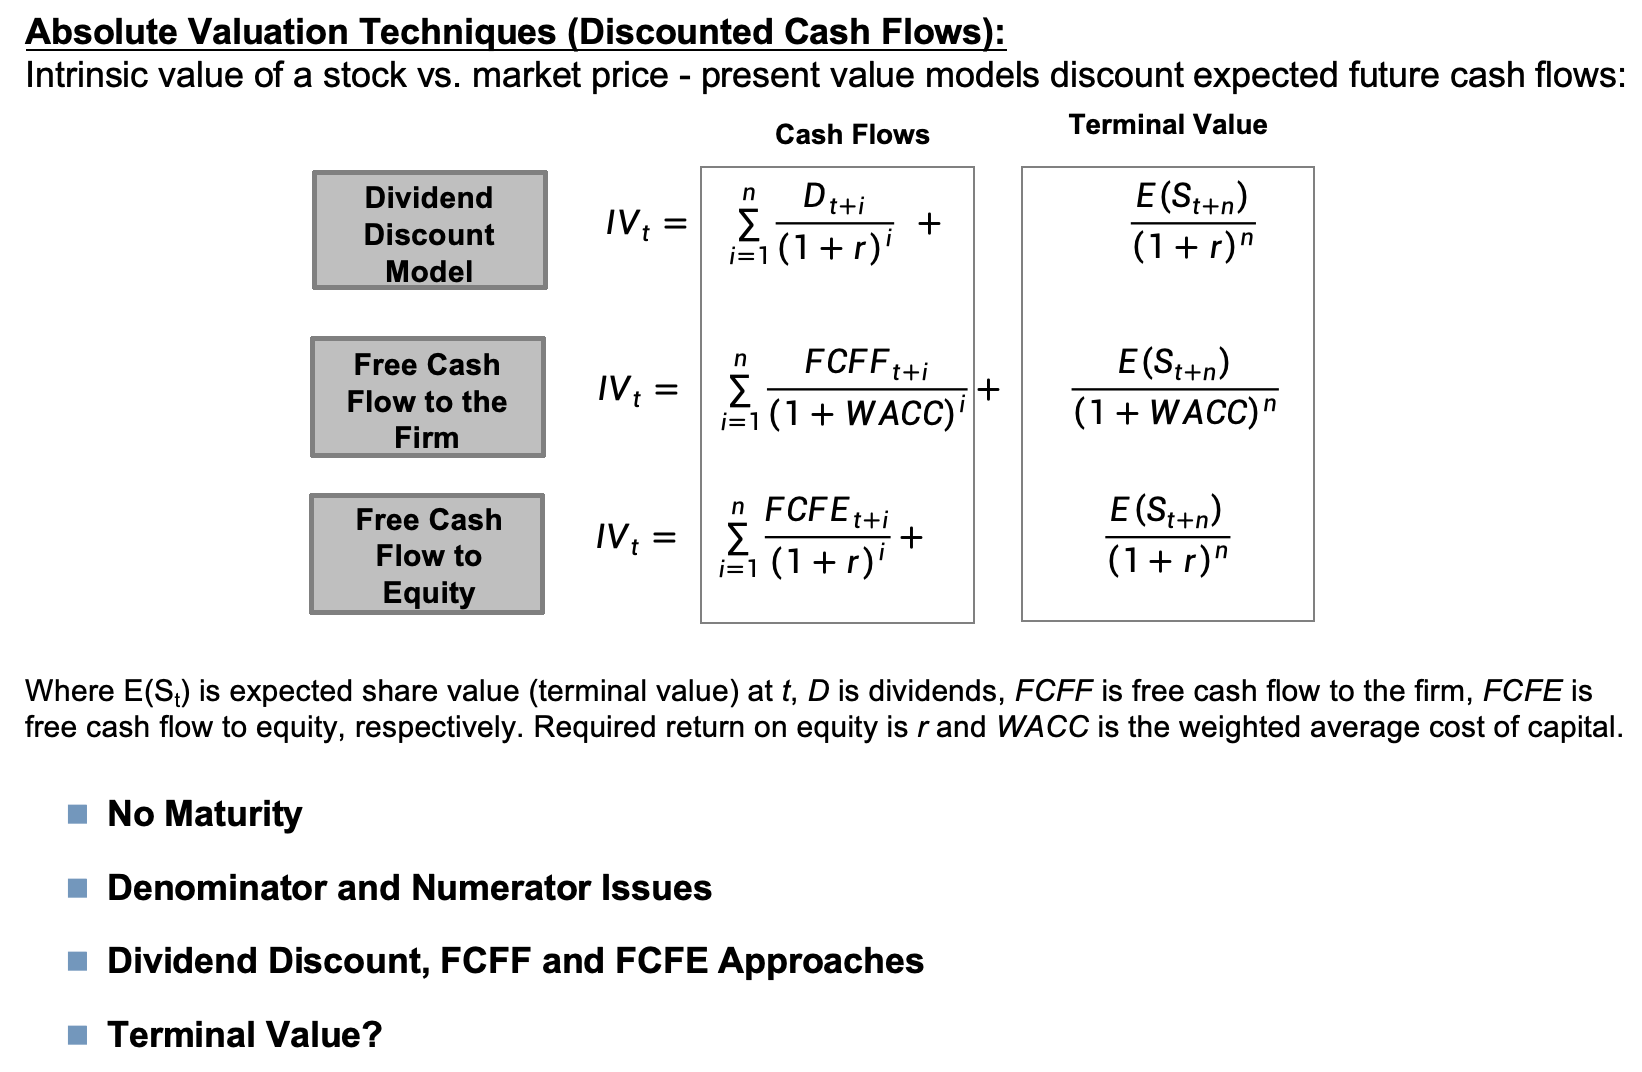 Absolute Valuation Techniques (Discounted Cash Flows):
Intrinsic value of a stock vs. market price - present value models discount expected future cash flows:
Cash Flows
Terminal Value
Dividend
Discount
Model
IV_t = \sum_{i=1}^{n} \frac{D_{t+i}}{(1 + r)^i} + \frac{E(S_{t+n})}{(1 + r)^n}
Free Cash
Flow to the
Firm
IV_t = \sum_{i=1}^{n} \frac{FCFF_{t+i}}{(1 + WACC)^i} + \frac{E(S_{t+n})}{(1 + WACC)^n}
Free Cash
Flow to
Equity
IV_t = \sum_{i=1}^{n} \frac{FCFE_{t+i}}{(1 + r)^i} + \frac{E(S_{t+n})}{(1 + r)^n}
Where E(S_t) is expected share value (terminal value) at t, D is dividends, FCFF is free cash flow to the firm, FCFE is
free cash flow to equity, respectively. Required return on equity is r and WACC is the weighted average cost of capital.
■ No Maturity
■ Denominator and Numerator Issues
■ Dividend Discount, FCFF and FCFE Approaches
■ Terminal Value?